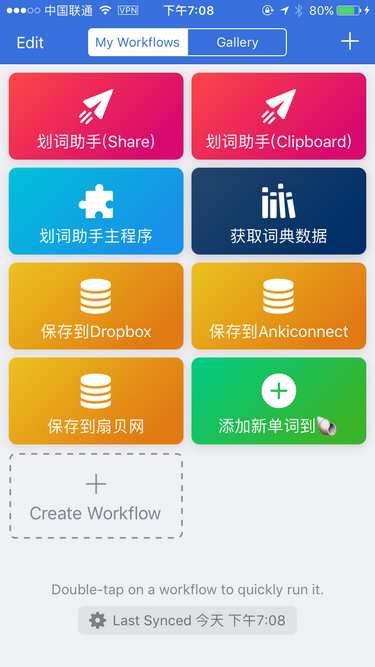 中国联通 VPN 下午7:08 80%
Edit My Workflows Gallery
划词助手(Share) 划词助手(Clipboard)
划词助手主程序 获取词典数据
保存到Dropbox 保存到Ankiconnect
保存到扇贝网 添加新单词到🐚
Create Workflow
Double-tap on a workflow to quickly run it.
Last Synced 今天 下午7:08